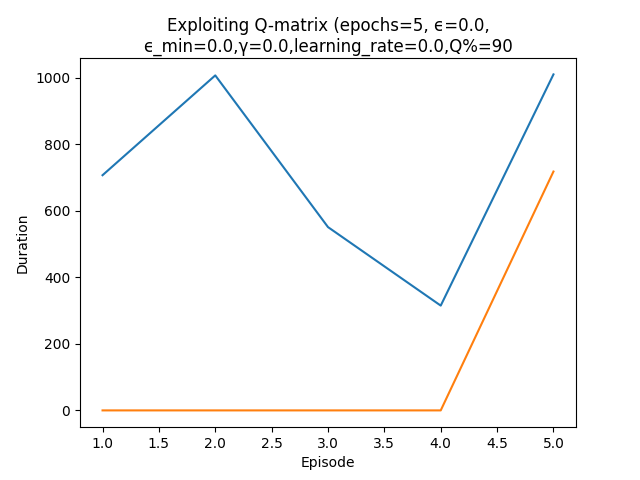 Exploiting Q-matrix (epochs=5, ϵ=0.0,
ϵ_min=0.0,γ=0.0,learning_rate=0.0,Q%=90
1000
800
600
400
200
0
Duration
1.0 1.5 2.0 2.5 3.0 3.5 4.0 4.5 5.0
Episode